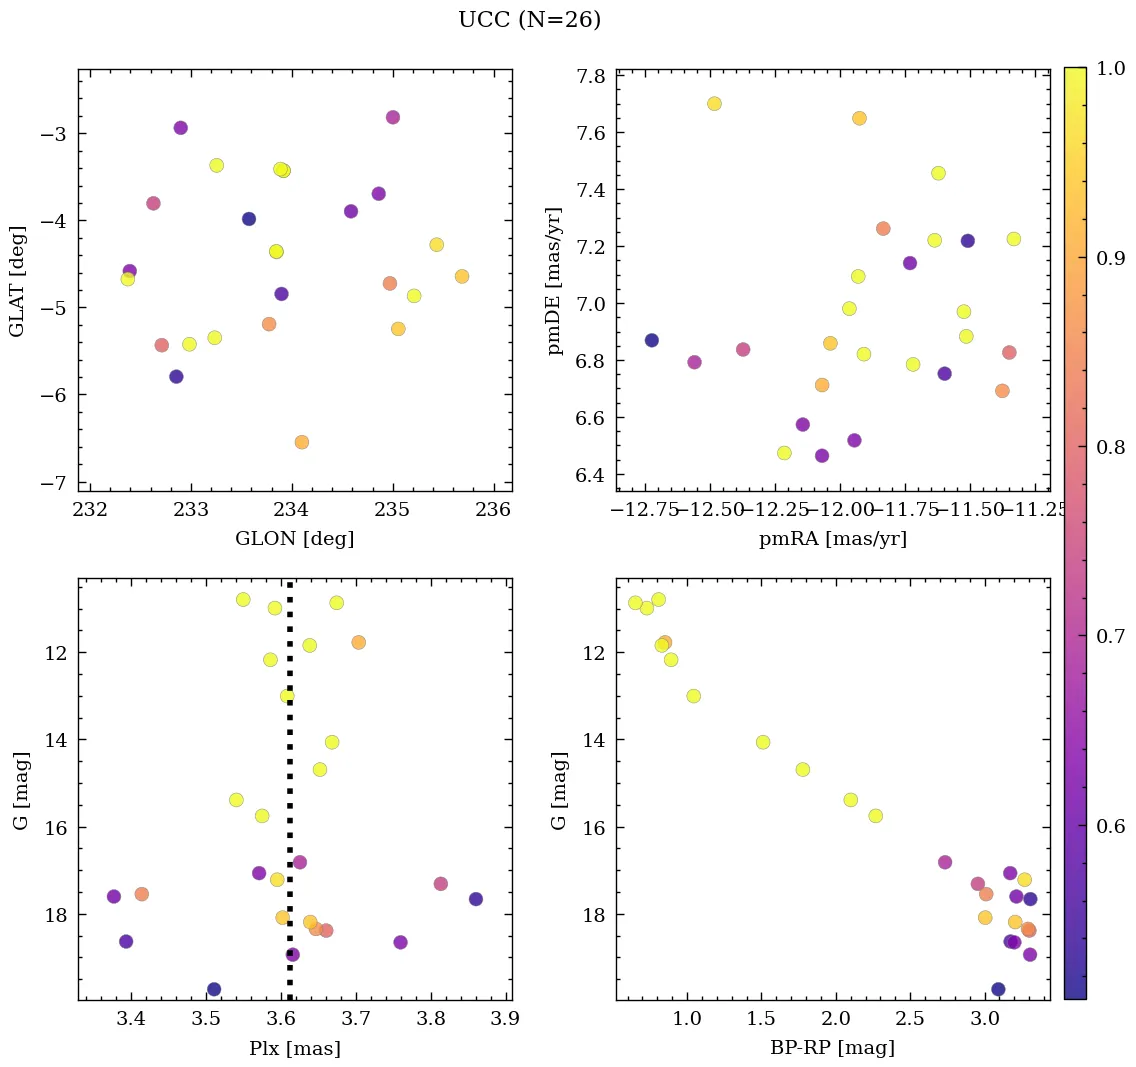 UCC (N=26)
−3
−4
−5
−6
−7
GLAT [deg]
232 233 234 235 236
GLON [deg]
7.8
7.6
7.4
7.2
7.0
6.8
6.6
6.4
pmDE [mas/yr]
−12.75 −12.50 −12.25 −12.00 −11.75 −11.50 −11.25
pmRA [mas/yr]
12
14
16
18
G [mag]
3.4 3.5 3.6 3.7 3.8 3.9
Plx [mas]
12
14
16
18
G [mag]
1.0 1.5 2.0 2.5 3.0
BP-RP [mag]
1.0
0.9
0.8
0.7
0.6